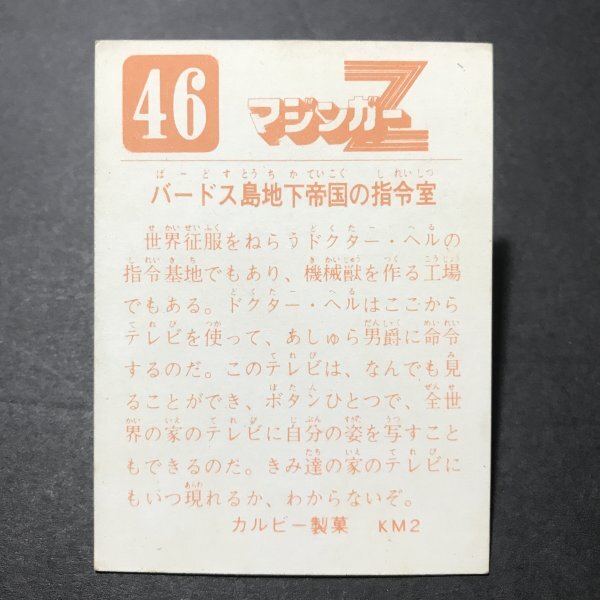 46
マジンガーZ
ばーどすとうちかていこく しれいしつ
バードス島地下帝国の指令室
せかいせいふく どくたー へる
世界征服をねらうドクター・ヘルの
しれいきち きかいじゅう つく こうじょう
指令基地でもあり、機械獣を作る工場
どくたー へる
でもある。ドクター・ヘルはここから
てれび つか だんしゃく めいれい
テレビを使って、あしゅら男爵に命令
てれび み
するのだ。このテレビは、なんでも見
ぼたん ぜんせ
ることができ、ボタンひとつで、全世
かい いえ てれび じぶん すがた うつ
界の家のテレビに自分の姿を写すこと
たち いえ てれび
もできるのだ。きみ達の家のテレビに
あらわ
もいつ現れるか、わからないぞ。
カルビー製菓 KM2